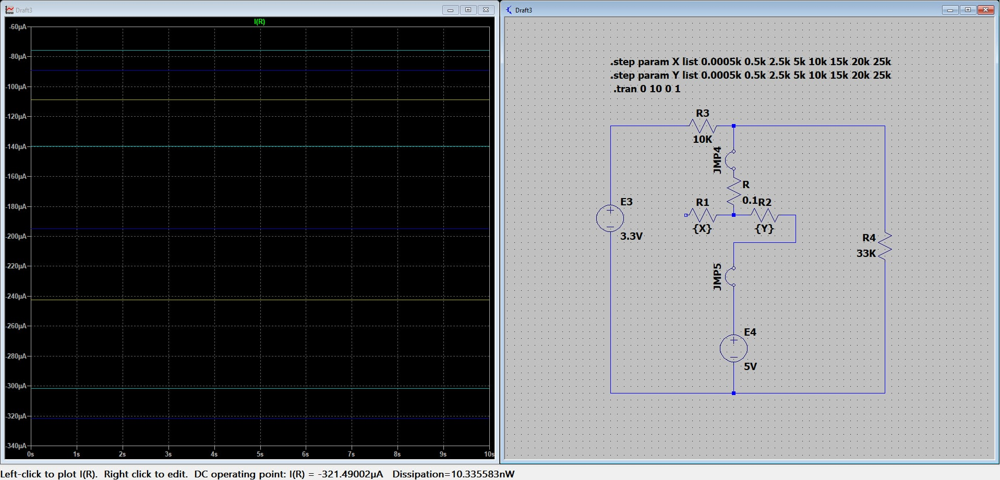 Draft3
I(R)
-60µA
-80µA
-100µA
-120µA
-140µA
-160µA
-180µA
-200µA
-220µA
-240µA
-260µA
-280µA
-300µA
-320µA
-340µA
0s 1s 2s 3s 4s 5s 6s 7s 8s 9s 10s
Draft3
.step param X list 0.0005k 0.5k 2.5k 5k 10k 15k 20k 25k
.step param Y list 0.0005k 0.5k 2.5k 5k 10k 15k 20k 25k
.tran 0 10 0 1
R3
10K
JMP4
R
0.1
R1
{X}
R2
{Y}
E3
3.3V
R4
33K
JMP5
E4
5V
Left-click to plot I(R). Right click to edit. DC operating point: I(R) = -321.49002µA Dissipation=10.335583nW